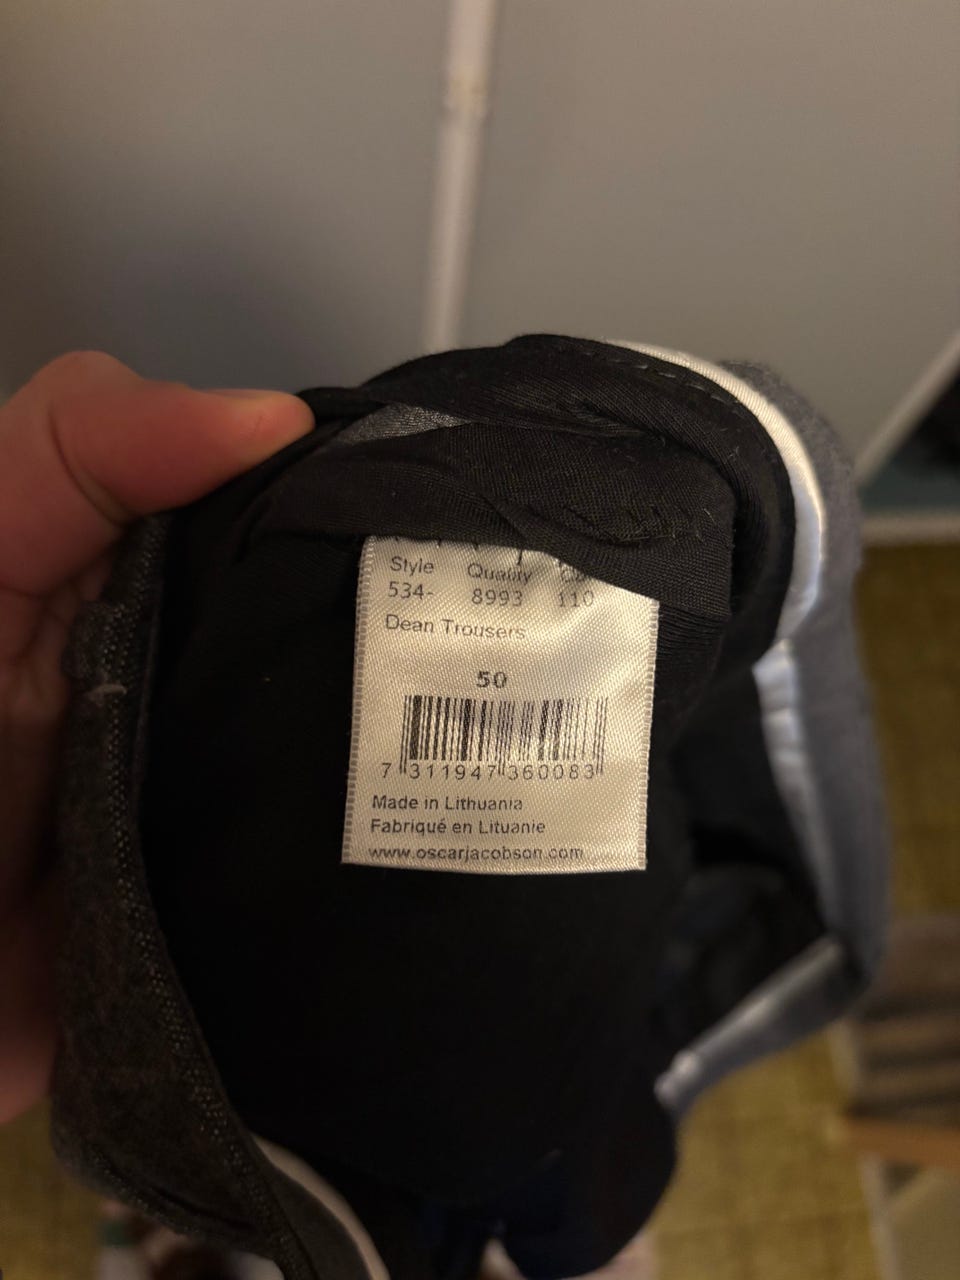 Style Quality
534- 8993 110
Dean Trousers
50
7 311947 360083
Made in Lithuania
Fabriqué en Lituanie
www.oscarjacobson.com